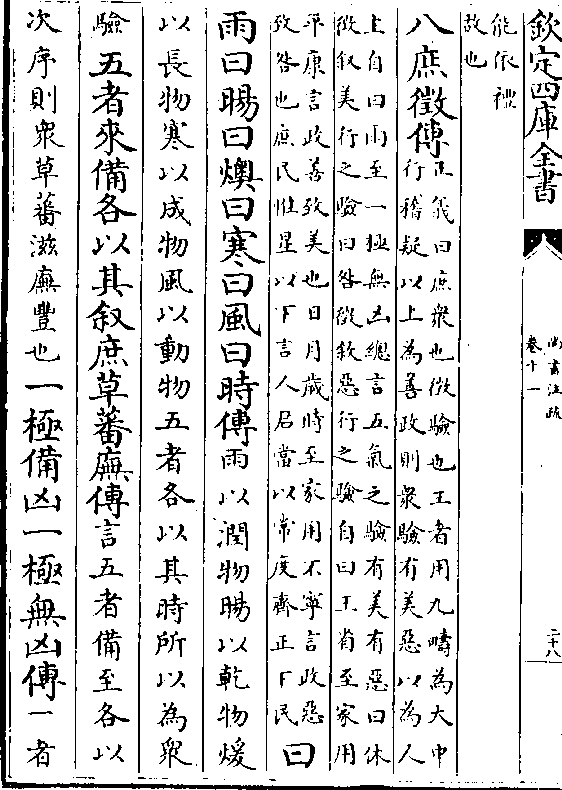 欽定四庫全書
尚書注疏
卷十一
二十八
能依禮
故也
八庶徵傳正義曰庶衆也徵驗也王者用九疇為大中
行稽疑以上為善政則衆驗有美惡以為人
上自曰雨至一極無凶總言五氣之驗有美有惡曰休
徵叙美行之驗曰咎徵叙惡行之驗自曰王省至家用
平康言政善致美也日月歲時至家用不寧言政惡
致咎也庶民惟星以下言人君當以常度齊正下民曰
雨曰暘曰燠曰寒曰風曰時傳雨以潤物暘以乾物煖
以長物寒以成物風以動物五者各以其時所以為衆
驗五者來備各以其叙庶草蕃廡傳言五者備至各以
次序則衆草蕃滋廡豐也一極備凶一極無凶傳一者